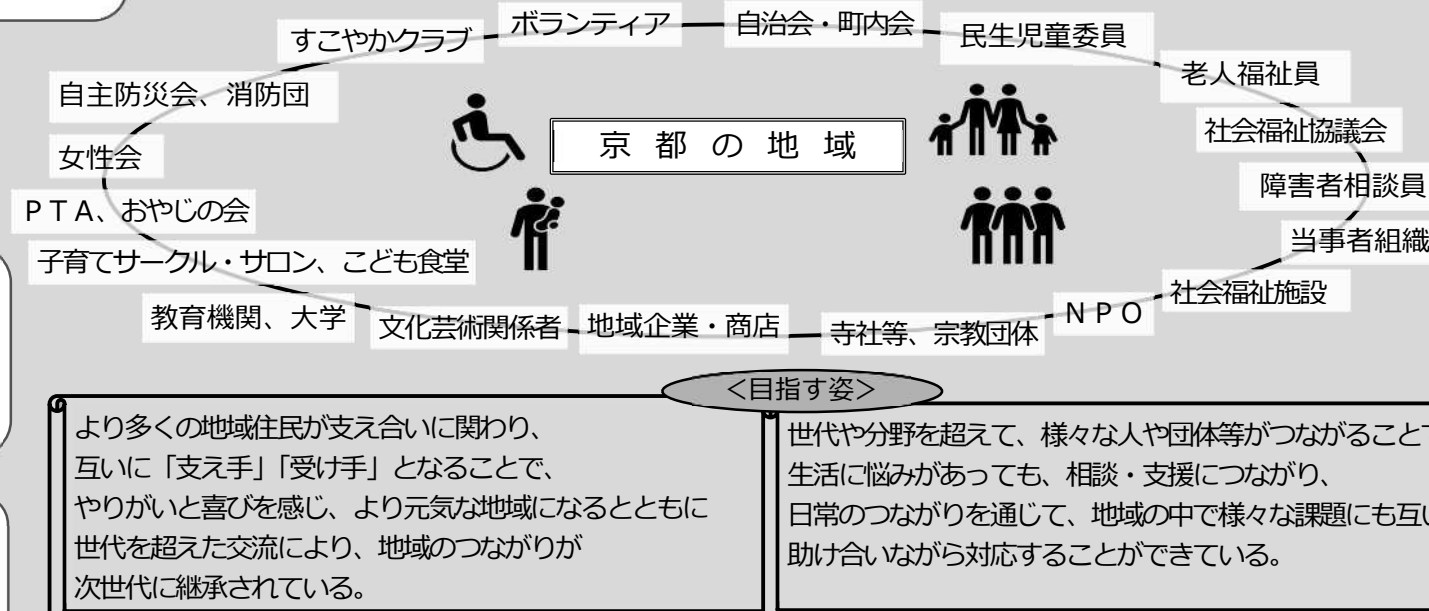 ボランティア
自治会・町内会
すこやかクラブ
民生児童委員
老人福祉員
自主防災会、消防団
社会福祉協議会
京都の地域
女性会
障害者相談員
PTA、おやじの会
当事者組織
子育てサークル・サロン、こども食堂
社会福祉施設
教育機関、大学
文化芸術関係者
地域企業・商店
寺社等、宗教団体
NPO
<目指す姿>
より多くの地域住民が支え合いに関わり、
互いに「支え手」「受け手」となることで、
やりがいと喜びを感じ、より元気な地域になるとともに
世代を超えた交流により、地域のつながりが
次世代に継承されている。
世代や分野を超えて、様々な人や団体等がつながること
生活に悩みがあっても、相談・支援につながり、
日常のつながりを通じて、地域の中で様々な課題にも互い
助け合いながら対応することができている。